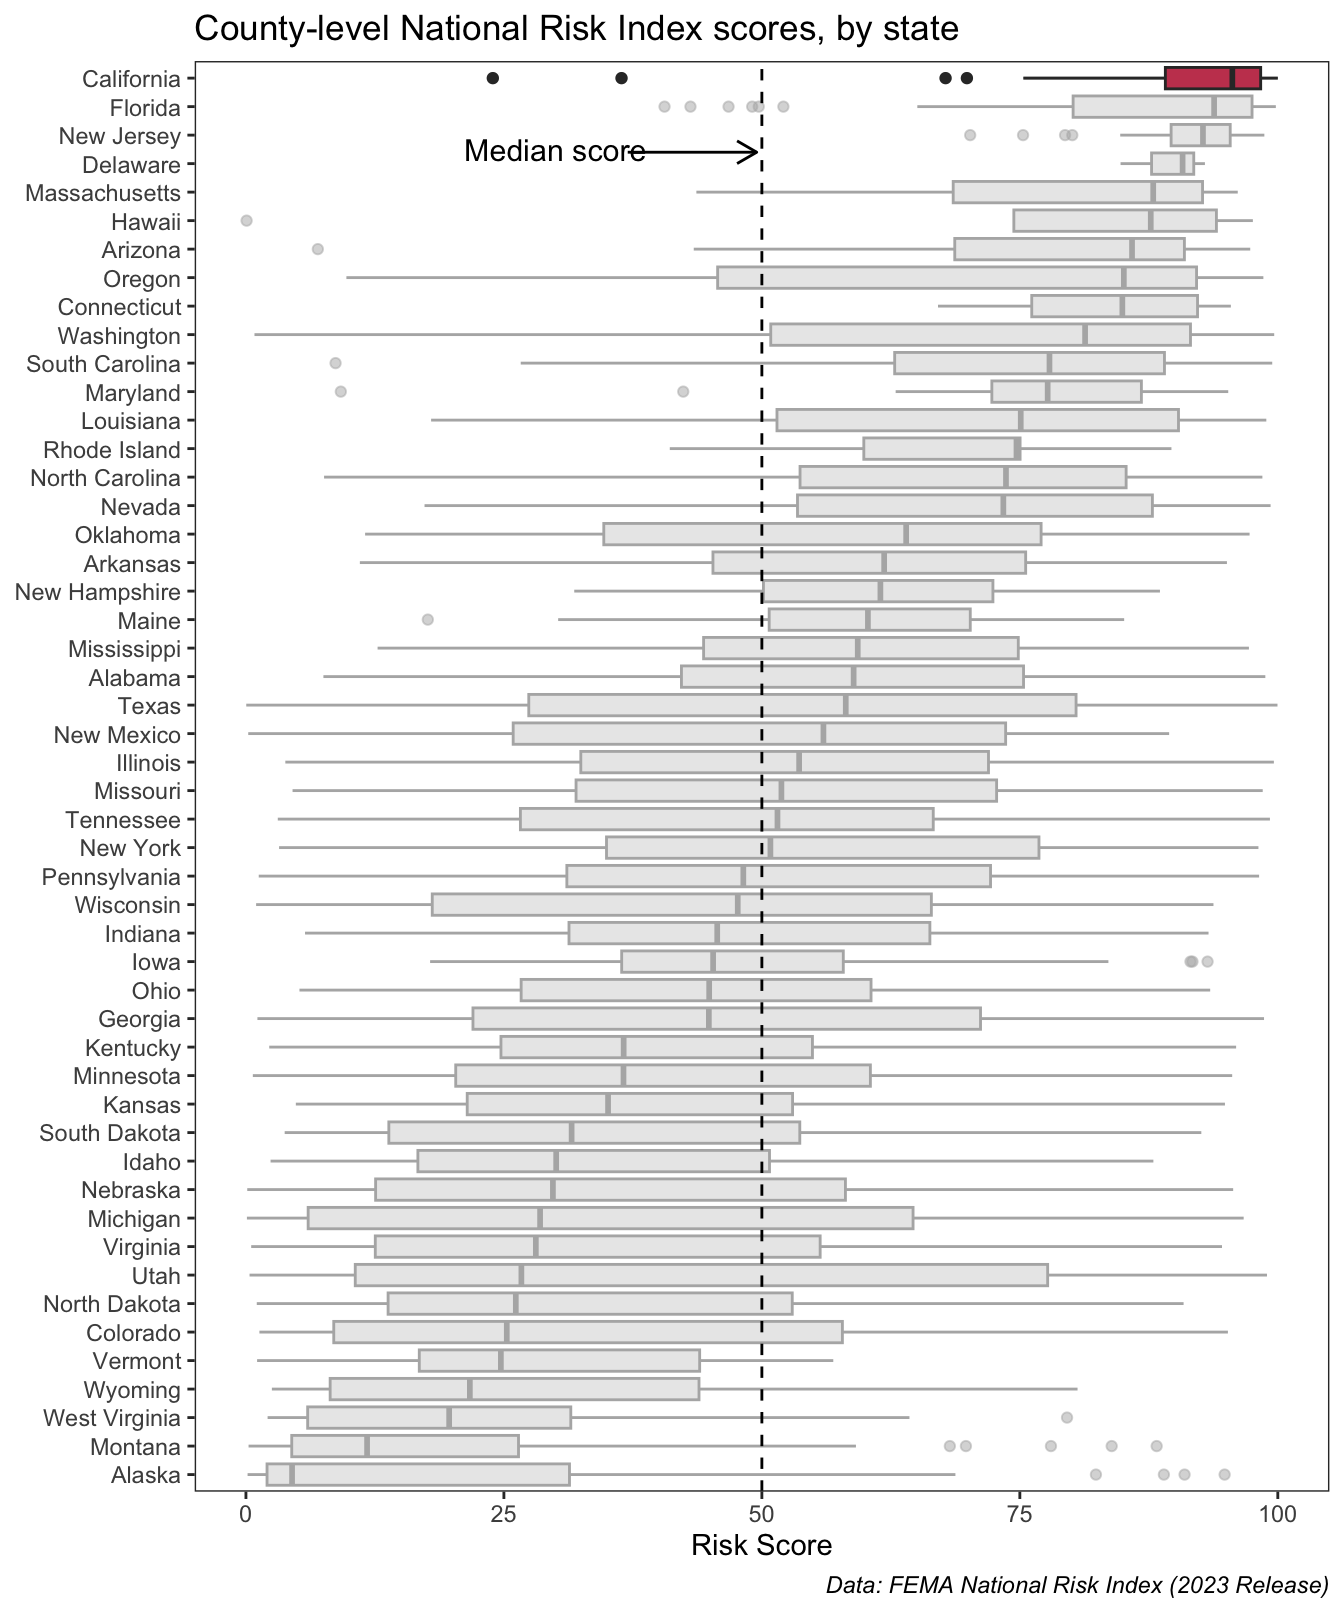 County-level National Risk Index scores, by state
California
Florida
New Jersey
Median score
Delaware
Massachusetts
Hawaii
Arizona
Oregon
Connecticut
Washington
South Carolina
Maryland
Louisiana
Rhode Island
North Carolina
Nevada
Oklahoma
Arkansas
New Hampshire
Maine
Mississippi
Alabama
Texas
New Mexico
Illinois
Missouri
Tennessee
New York
Pennsylvania
Wisconsin
Indiana
Iowa
Ohio
Georgia
Kentucky
Minnesota
Kansas
South Dakota
Idaho
Nebraska
Michigan
Virginia
Utah
North Dakota
Colorado
Vermont
Wyoming
West Virginia
Montana
Alaska
0 25 50 75 100
Risk Score
Data: FEMA National Risk Index (2023 Release)